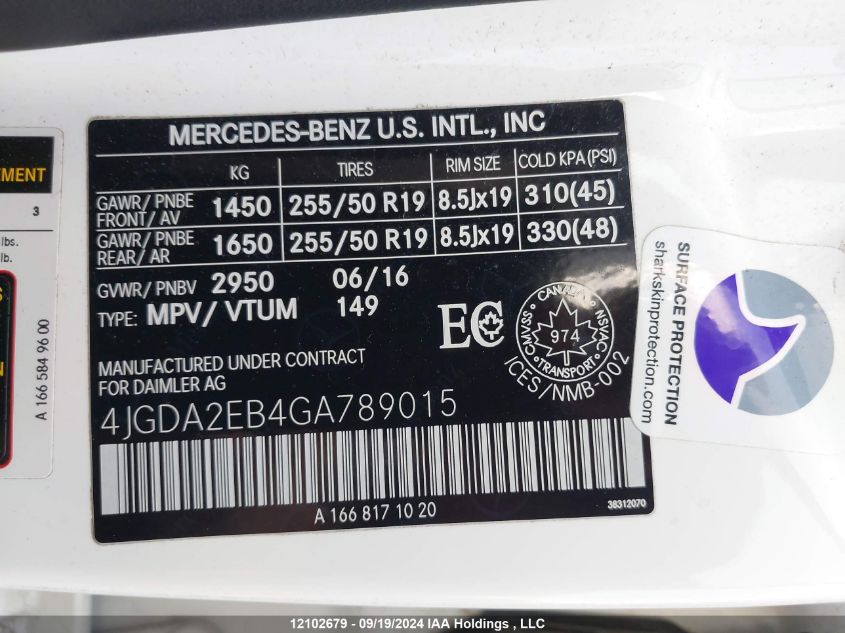 MERCEDES-BENZ U.S. INTL., INC
KG TIRES RIM SIZE COLD KPA (PSI)
GAWR/ PNBE FRONT/ AV 1450 255/50 R19 8.5Jx19 310(45)
GAWR/ PNBE REAR/ AR 1650 255/50 R19 8.5Jx19 330(48)
GVWR/ PNBV 2950 06/16
TYPE: MPV/ VTUM 149
EC
CANADA
CMVSS 974 NSVAC
TRANSPORT
ICES/NMB-002
MANUFACTURED UNDER CONTRACT
FOR DAIMLER AG
4JGDA2EB4GA789015
A 166 817 10 20
38312070
MENT
3
lbs.
lb.
S
N
A 166 584 96 00
SURFACE PROTECTION
sharkskinprotection.com
12102679 - 09/19/2024 IAA Holdings , LLC